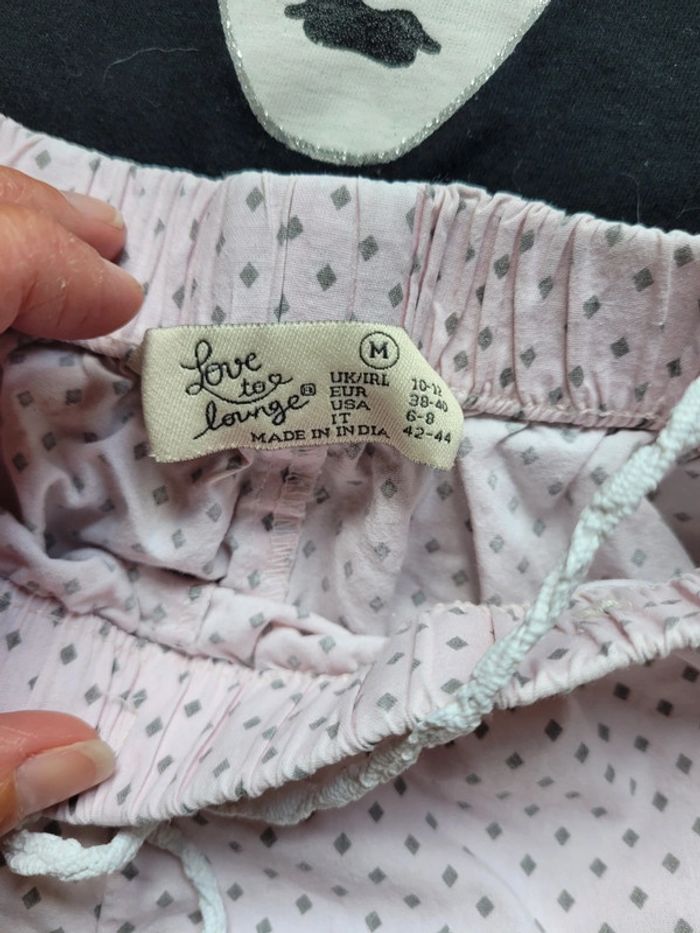 Love
to
lounge®
M
UK/IRL 10-12
EUR 38-40
USA 6-8
IT 42-44
MADE IN INDIA